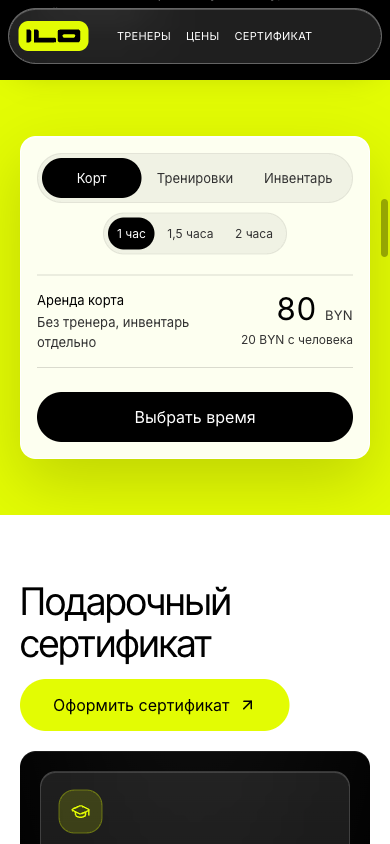 ILO
ТРЕНЕРЫ ЦЕНЫ СЕРТИФИКАТ
Корт Тренировки Инвентарь
1 час 1,5 часа 2 часа
Аренда корта
Без тренера, инвентарь
отдельно
80 BYN
20 BYN с человека
Выбрать время
Подарочный
сертификат
Оформить сертификат